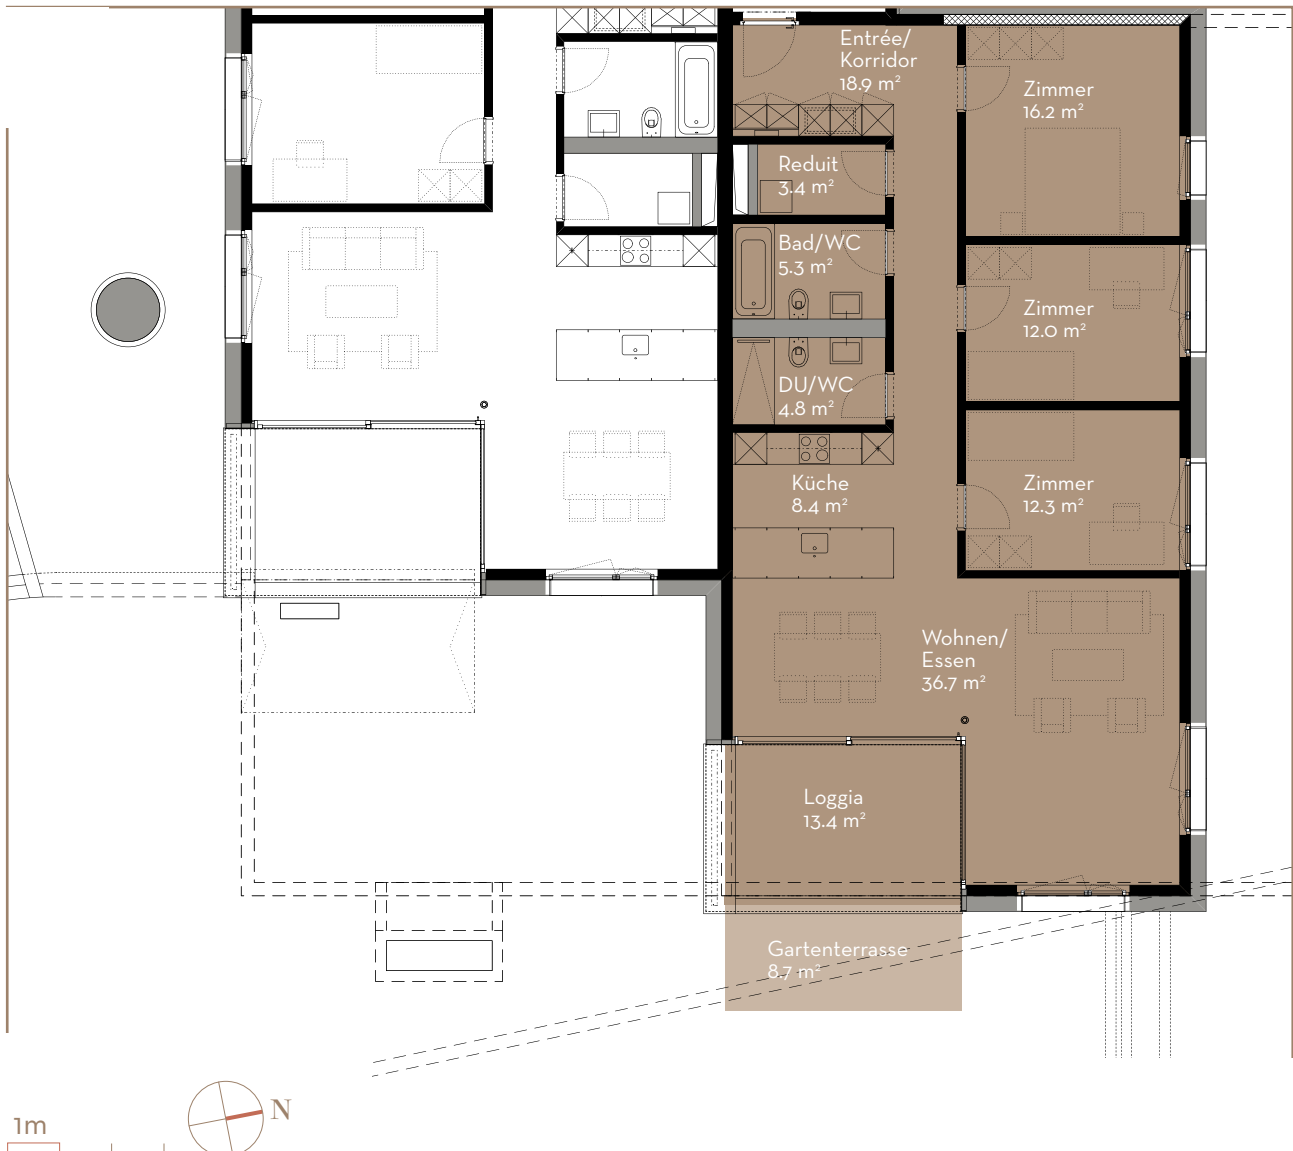 Entrée/
Korridor
18.9 m²
Zimmer
16.2 m²
Reduit
3.4 m²
Bad/WC
5.3 m²
Zimmer
12.0 m²
DU/WC
4.8 m²
Küche
8.4 m²
Zimmer
12.3 m²
Wohnen/
Essen
36.7 m²
Loggia
13.4 m²
Gartenterrasse
8.7 m²
N
1m